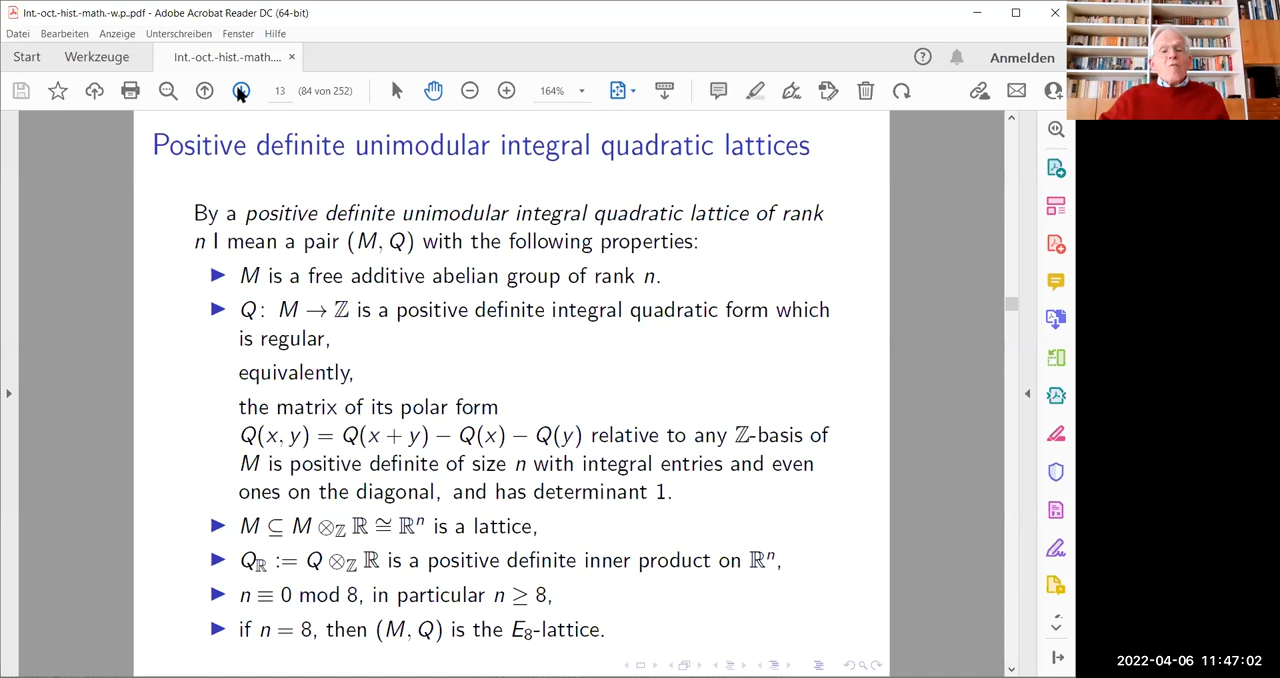 Int.-oct.-hist.-math.-w.p..pdf - Adobe Acrobat Reader DC (64-bit)
Datei Bearbeiten Anzeige Unterschreiben Fenster Hilfe
Start Werkzeuge Int.-oct.-hist.-math.... × Anmelden
13 (84 von 252) 164%
Positive definite unimodular integral quadratic lattices
By a positive definite unimodular integral quadratic lattice of rank
n I mean a pair (M, Q) with the following properties:
▶ M is a free additive abelian group of rank n.
▶ Q: M → ℤ is a positive definite integral quadratic form which
is regular,
equivalently,
the matrix of its polar form
Q(x, y) = Q(x + y) − Q(x) − Q(y) relative to any ℤ-basis of
M is positive definite of size n with integral entries and even
ones on the diagonal, and has determinant 1.
▶ M ⊆ M ⊗_ℤ ℝ ≅ ℝⁿ is a lattice,
▶ Q_ℝ := Q ⊗_ℤ ℝ is a positive definite inner product on ℝⁿ,
▶ n ≡ 0 mod 8, in particular n ≥ 8,
▶ if n = 8, then (M, Q) is the E₈-lattice.
2022-04-06 11:47:02